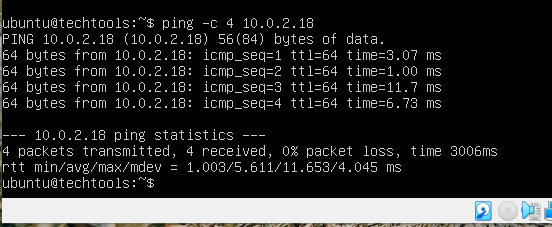 ubuntu@techtools:~$ ping -c 4 10.0.2.18
PING 10.0.2.18 (10.0.2.18) 56(84) bytes of data.
64 bytes from 10.0.2.18: icmp_seq=1 ttl=64 time=3.07 ms
64 bytes from 10.0.2.18: icmp_seq=2 ttl=64 time=1.00 ms
64 bytes from 10.0.2.18: icmp_seq=3 ttl=64 time=11.7 ms
64 bytes from 10.0.2.18: icmp_seq=4 ttl=64 time=6.73 ms
--- 10.0.2.18 ping statistics ---
4 packets transmitted, 4 received, 0% packet loss, time 3006ms
rtt min/avg/max/mdev = 1.003/5.611/11.653/4.045 ms
ubuntu@techtools:~$